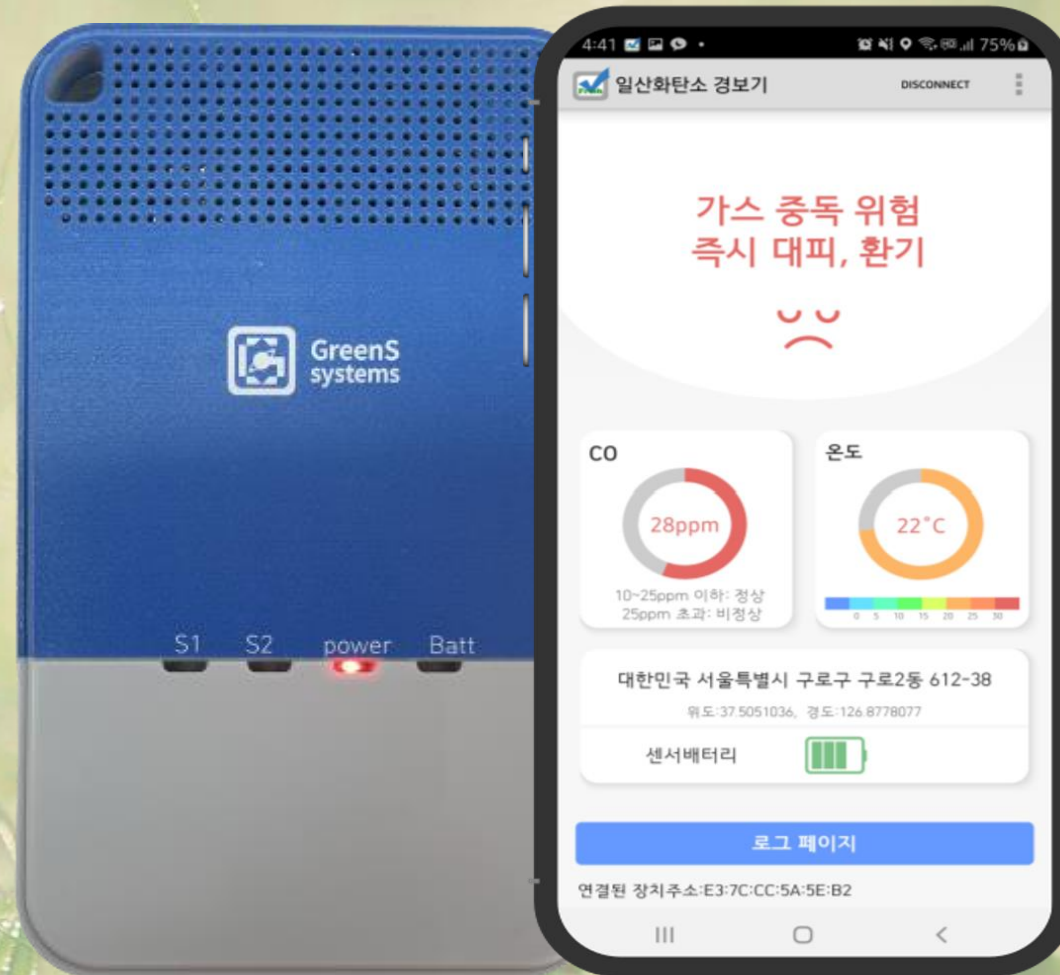 GreenS
systems
S1 S2 power Batt
4:41 75%
일산화탄소 경보기 DISCONNECT
가스 중독 위험
즉시 대피, 환기
CO
28ppm
10~25ppm 이하: 정상
25ppm 초과: 비정상
온도
22°C
0 5 10 15 20 25 30
대한민국 서울특별시 구로구 구로2동 612-38
위도:37.5051036, 경도:126.8778077
센서배터리
로그 페이지
연결된 장치주소:E3:7C:CC:5A:5E:B2